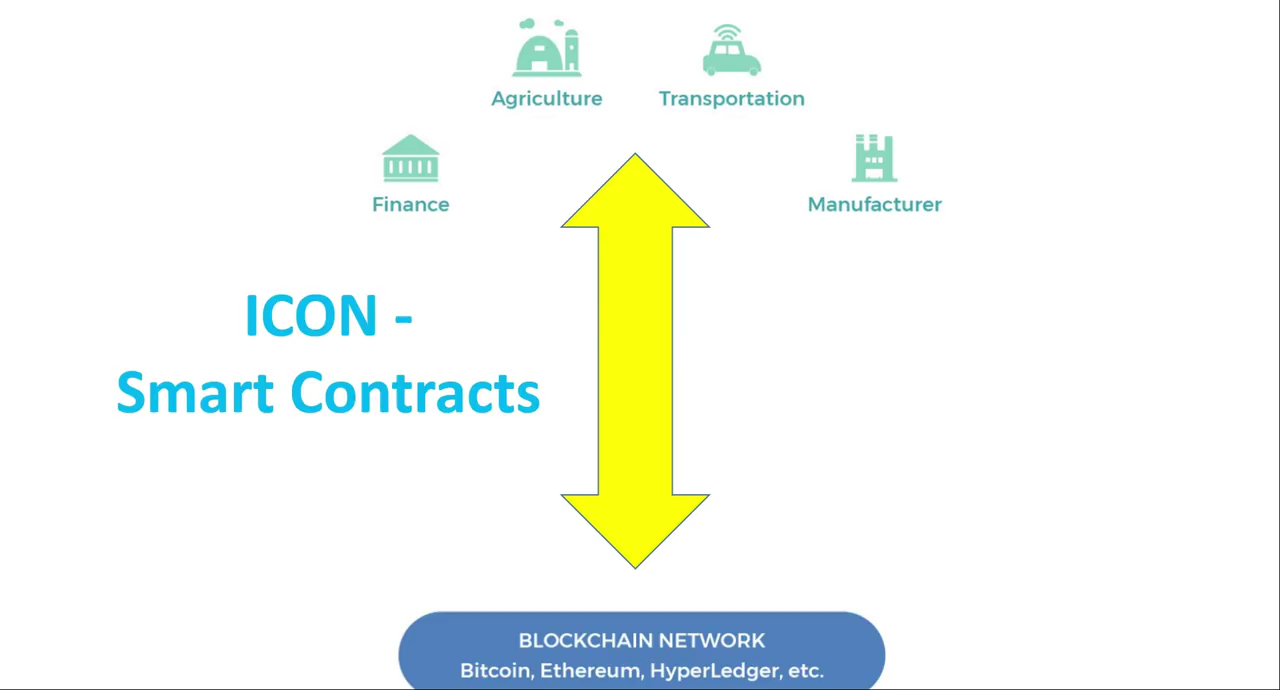 Agriculture
Transportation
Finance
Manufacturer
ICON -
Smart Contracts
BLOCKCHAIN NETWORK
Bitcoin, Ethereum, HyperLedger, etc.